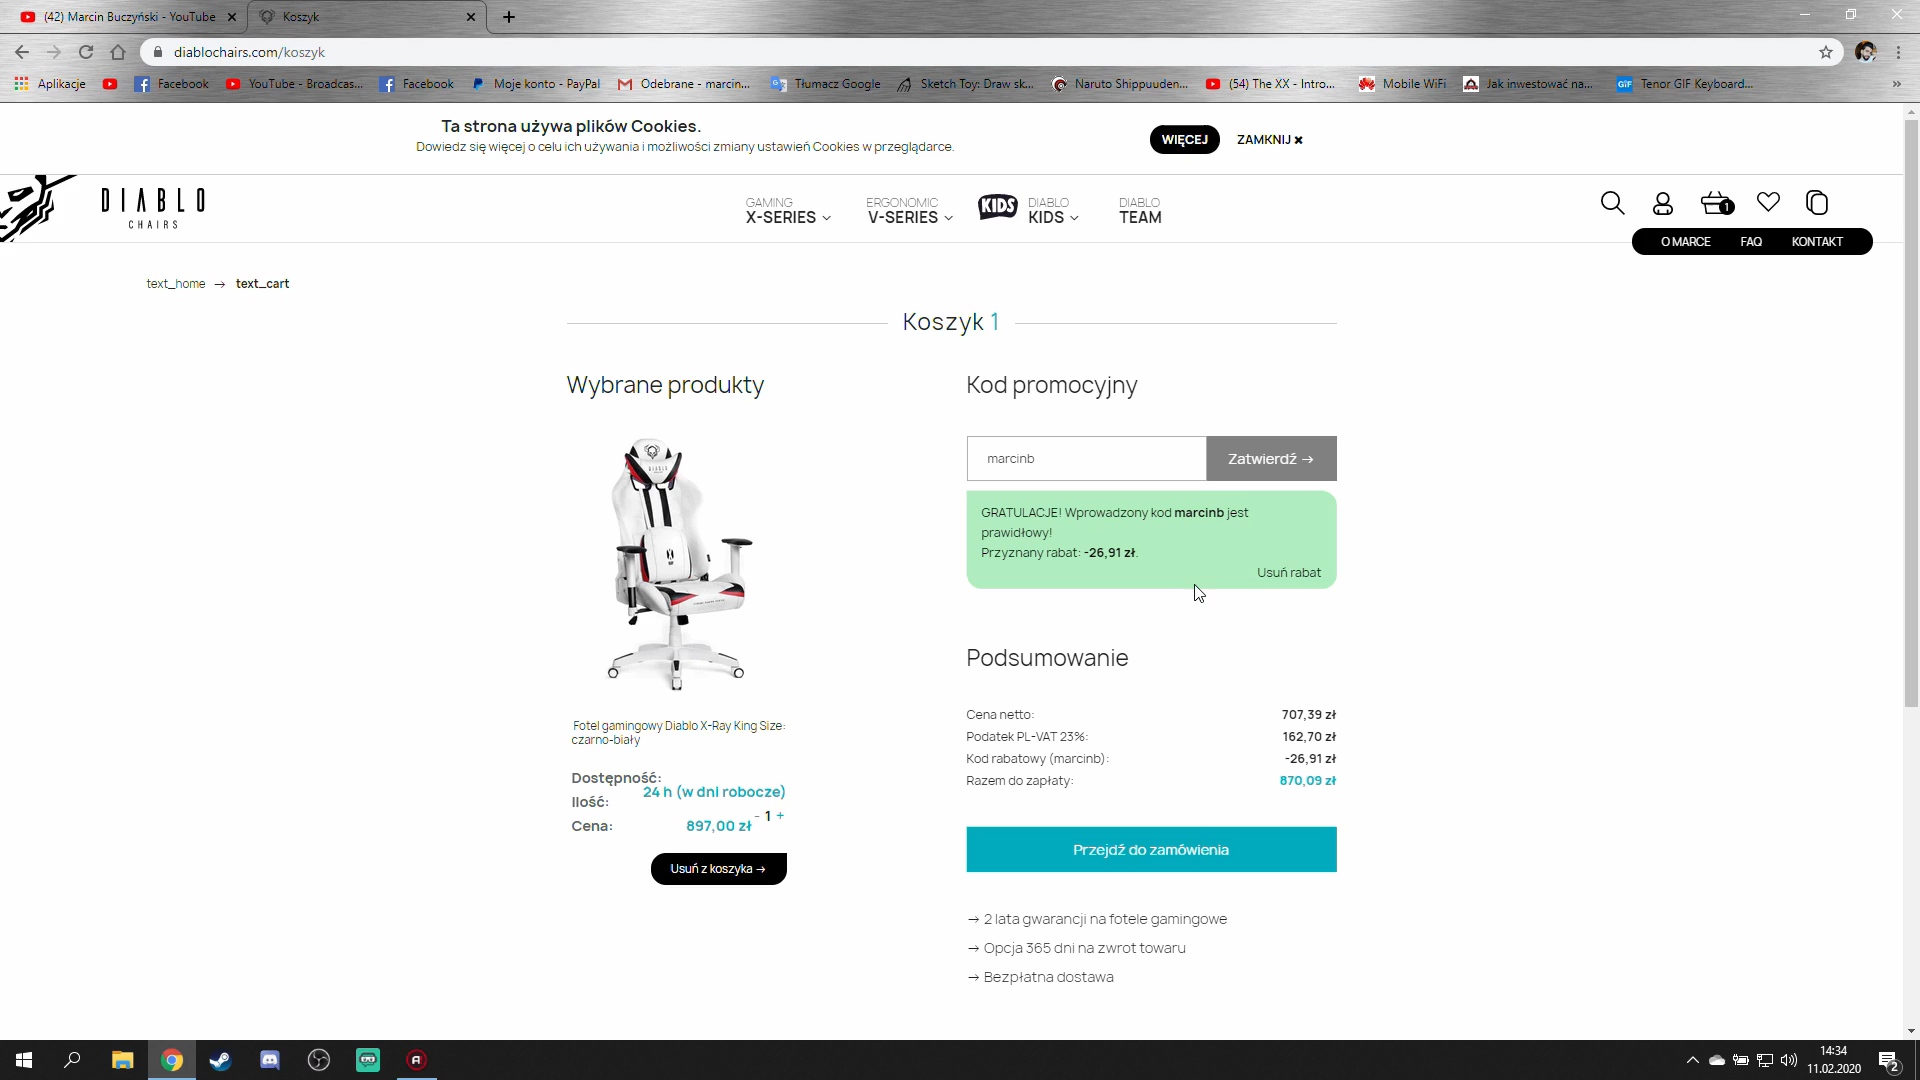 (42) Marcin Buczyński - YouTube
Koszyk
diablochairs.com/koszyk
Aplikacje
Facebook
YouTube - Broadcas...
Facebook
Moje konto - PayPal
Odebrane - marcin...
Tłumacz Google
Sketch Toy: Draw sk...
Naruto Shippuuden...
(54) The XX - Intro...
Mobile WiFi
Jak inwestować na...
GIF
Tenor GIF Keyboard...
»
Ta strona używa plików Cookies.
Dowiedz się więcej o celu ich używania i możliwości zmiany ustawień Cookies w przeglądarce.
WIĘCEJ
ZAMKNIJ ×
DIABLO
CHAIRS
GAMING
X-SERIES
ERGONOMIC
V-SERIES
KIDS
DIABLO
KIDS
DIABLO
TEAM
1
O MARCE
FAQ
KONTAKT
text_home → text_cart
Koszyk 1
Wybrane produkty
DIABLO
Fotel gamingowy Diablo X-Ray King Size:
czarno-biały
Dostępność:
24 h (w dni robocze)
Ilość:
- 1 +
Cena:
897,00 zł
Usuń z koszyka →
Kod promocyjny
marcinb
Zatwierdź →
GRATULACJE! Wprowadzony kod marcinb jest
prawidłowy!
Przyznany rabat: -26,91 zł.
Usuń rabat
Podsumowanie
Cena netto: 707,39 zł
Podatek PL-VAT 23%: 162,70 zł
Kod rabatowy (marcinb): -26,91 zł
Razem do zapłaty: 870,09 zł
Przejdź do zamówienia
→ 2 lata gwarancji na fotele gamingowe
→ Opcja 365 dni na zwrot towaru
→ Bezpłatna dostawa
14:34
11.02.2020
2